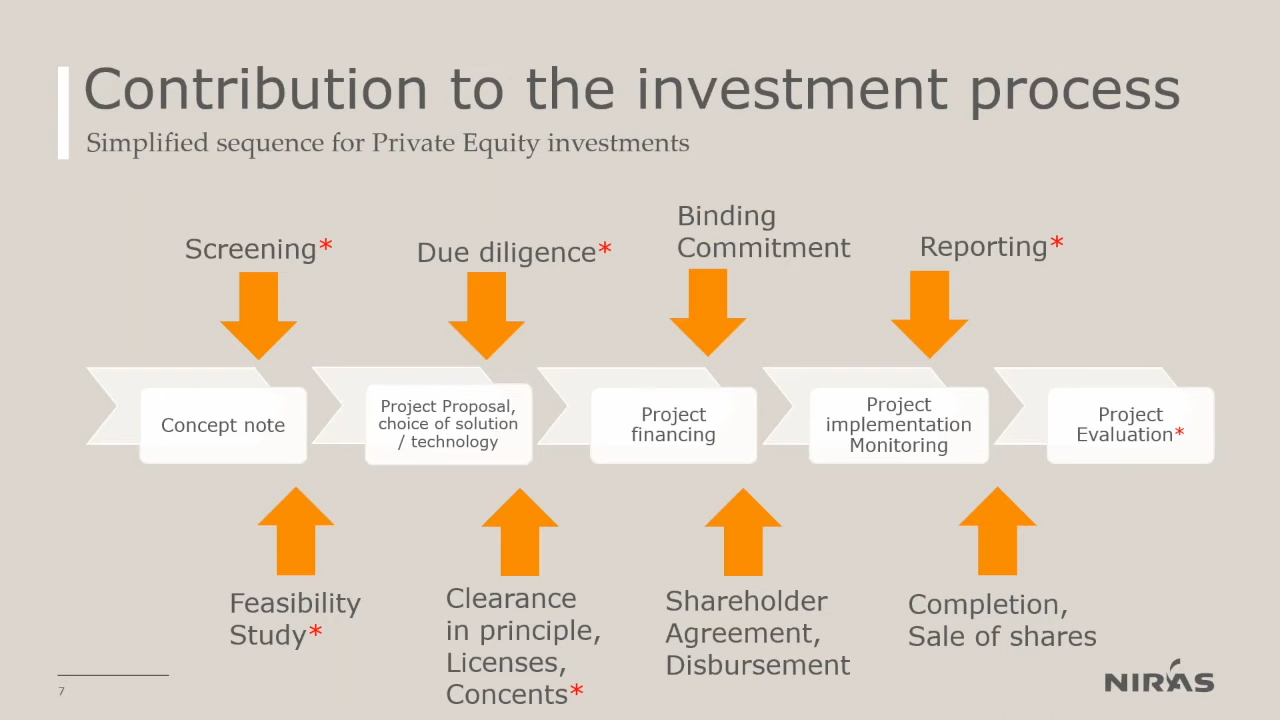 Contribution to the investment process
Simplified sequence for Private Equity investments
Screening*
Due diligence*
Binding
Commitment
Reporting*
Concept note
Project Proposal,
choice of solution
/ technology
Project
financing
Project
implementation
Monitoring
Project
Evaluation*
Feasibility
Study*
Clearance
in principle,
Licenses,
Concents*
Shareholder
Agreement,
Disbursement
Completion,
Sale of shares
7
NIRAS